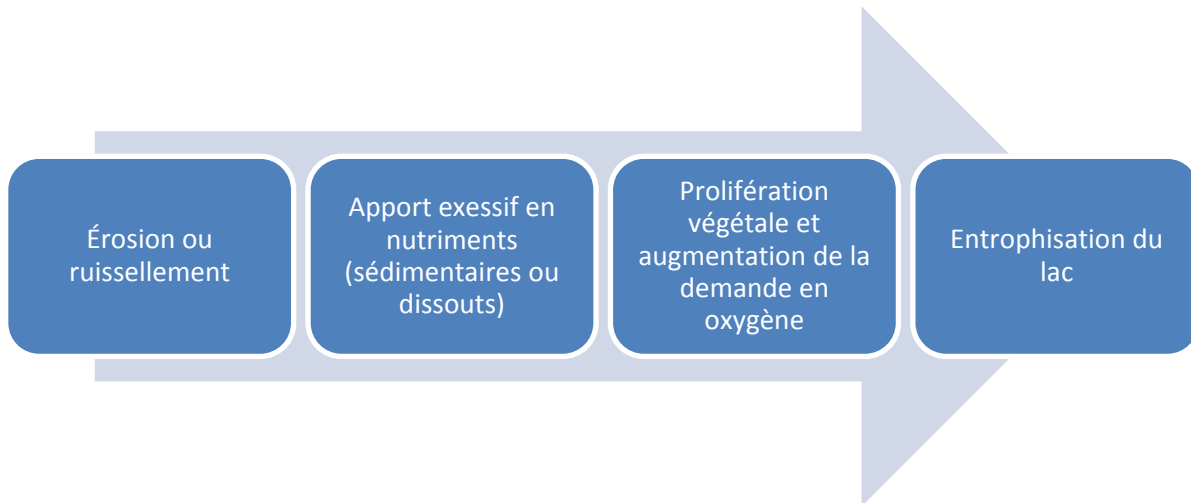 Érosion ou
ruissellement
Apport exessif en
nutriments
(sédimentaires ou
dissouts)
Prolifération
végétale et
augmentation de la
demande en
oxygène
Entrophisation du
lac